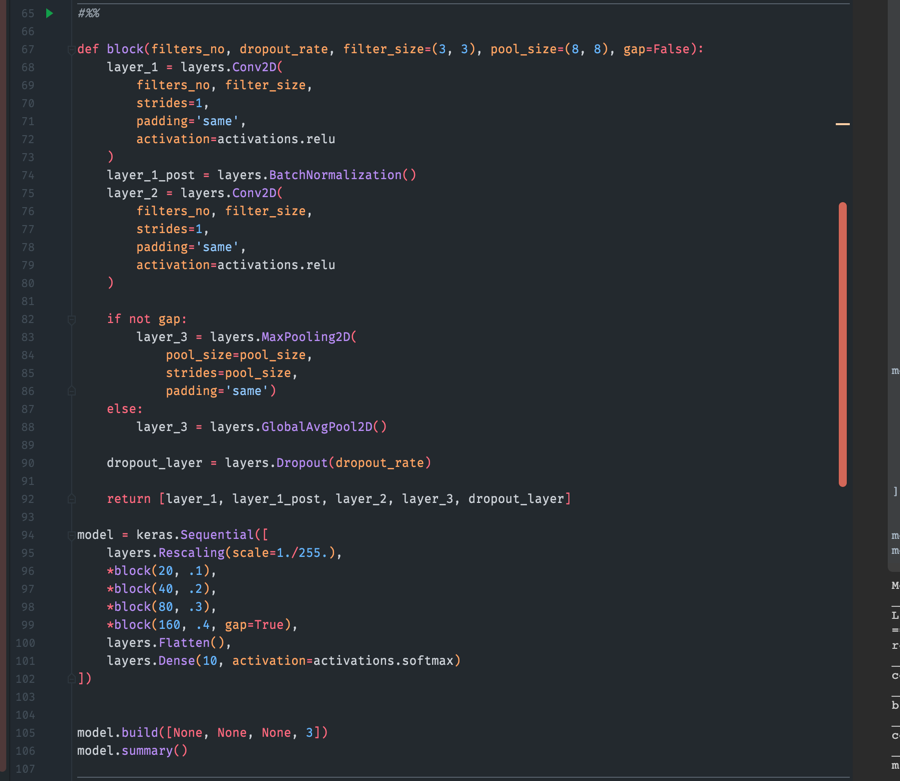 65 #%%
66
67 def block(filters_no, dropout_rate, filter_size=(3, 3), pool_size=(8, 8), gap=False):
68     layer_1 = layers.Conv2D(
69         filters_no, filter_size,
70         strides=1,
71         padding='same',
72         activation=activations.relu
73     )
74     layer_1_post = layers.BatchNormalization()
75     layer_2 = layers.Conv2D(
76         filters_no, filter_size,
77         strides=1,
78         padding='same',
79         activation=activations.relu
80     )
81
82     if not gap:
83         layer_3 = layers.MaxPooling2D(
84             pool_size=pool_size,
85             strides=pool_size,
86             padding='same')
87     else:
88         layer_3 = layers.GlobalAvgPool2D()
89
90     dropout_layer = layers.Dropout(dropout_rate)
91
92     return [layer_1, layer_1_post, layer_2, layer_3, dropout_layer]
93
94 model = keras.Sequential([
95     layers.Rescaling(scale=1./255.),
96     *block(20, .1),
97     *block(40, .2),
98     *block(80, .3),
99     *block(160, .4, gap=True),
100     layers.Flatten(),
101     layers.Dense(10, activation=activations.softmax)
102 ])
103
104
105 model.build([None, None, None, 3])
106 model.summary()
107